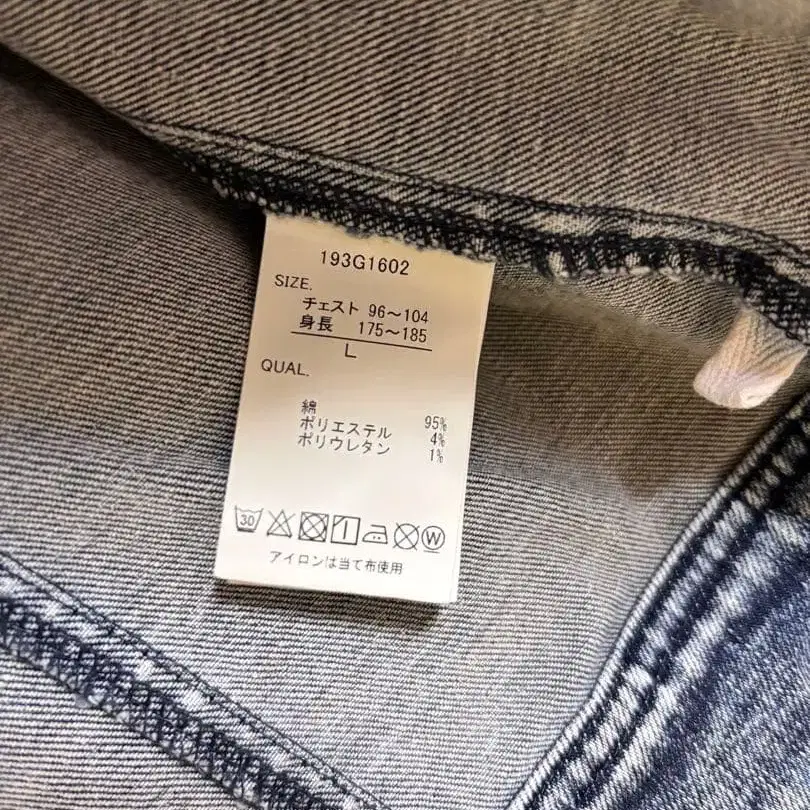 193G1602
SIZE.
チェスト 96～104
身長 175～185
L
QUAL.
綿 95%
ポリエステル 4%
ポリウレタン 1%
30 W
アイロンは当て布使用